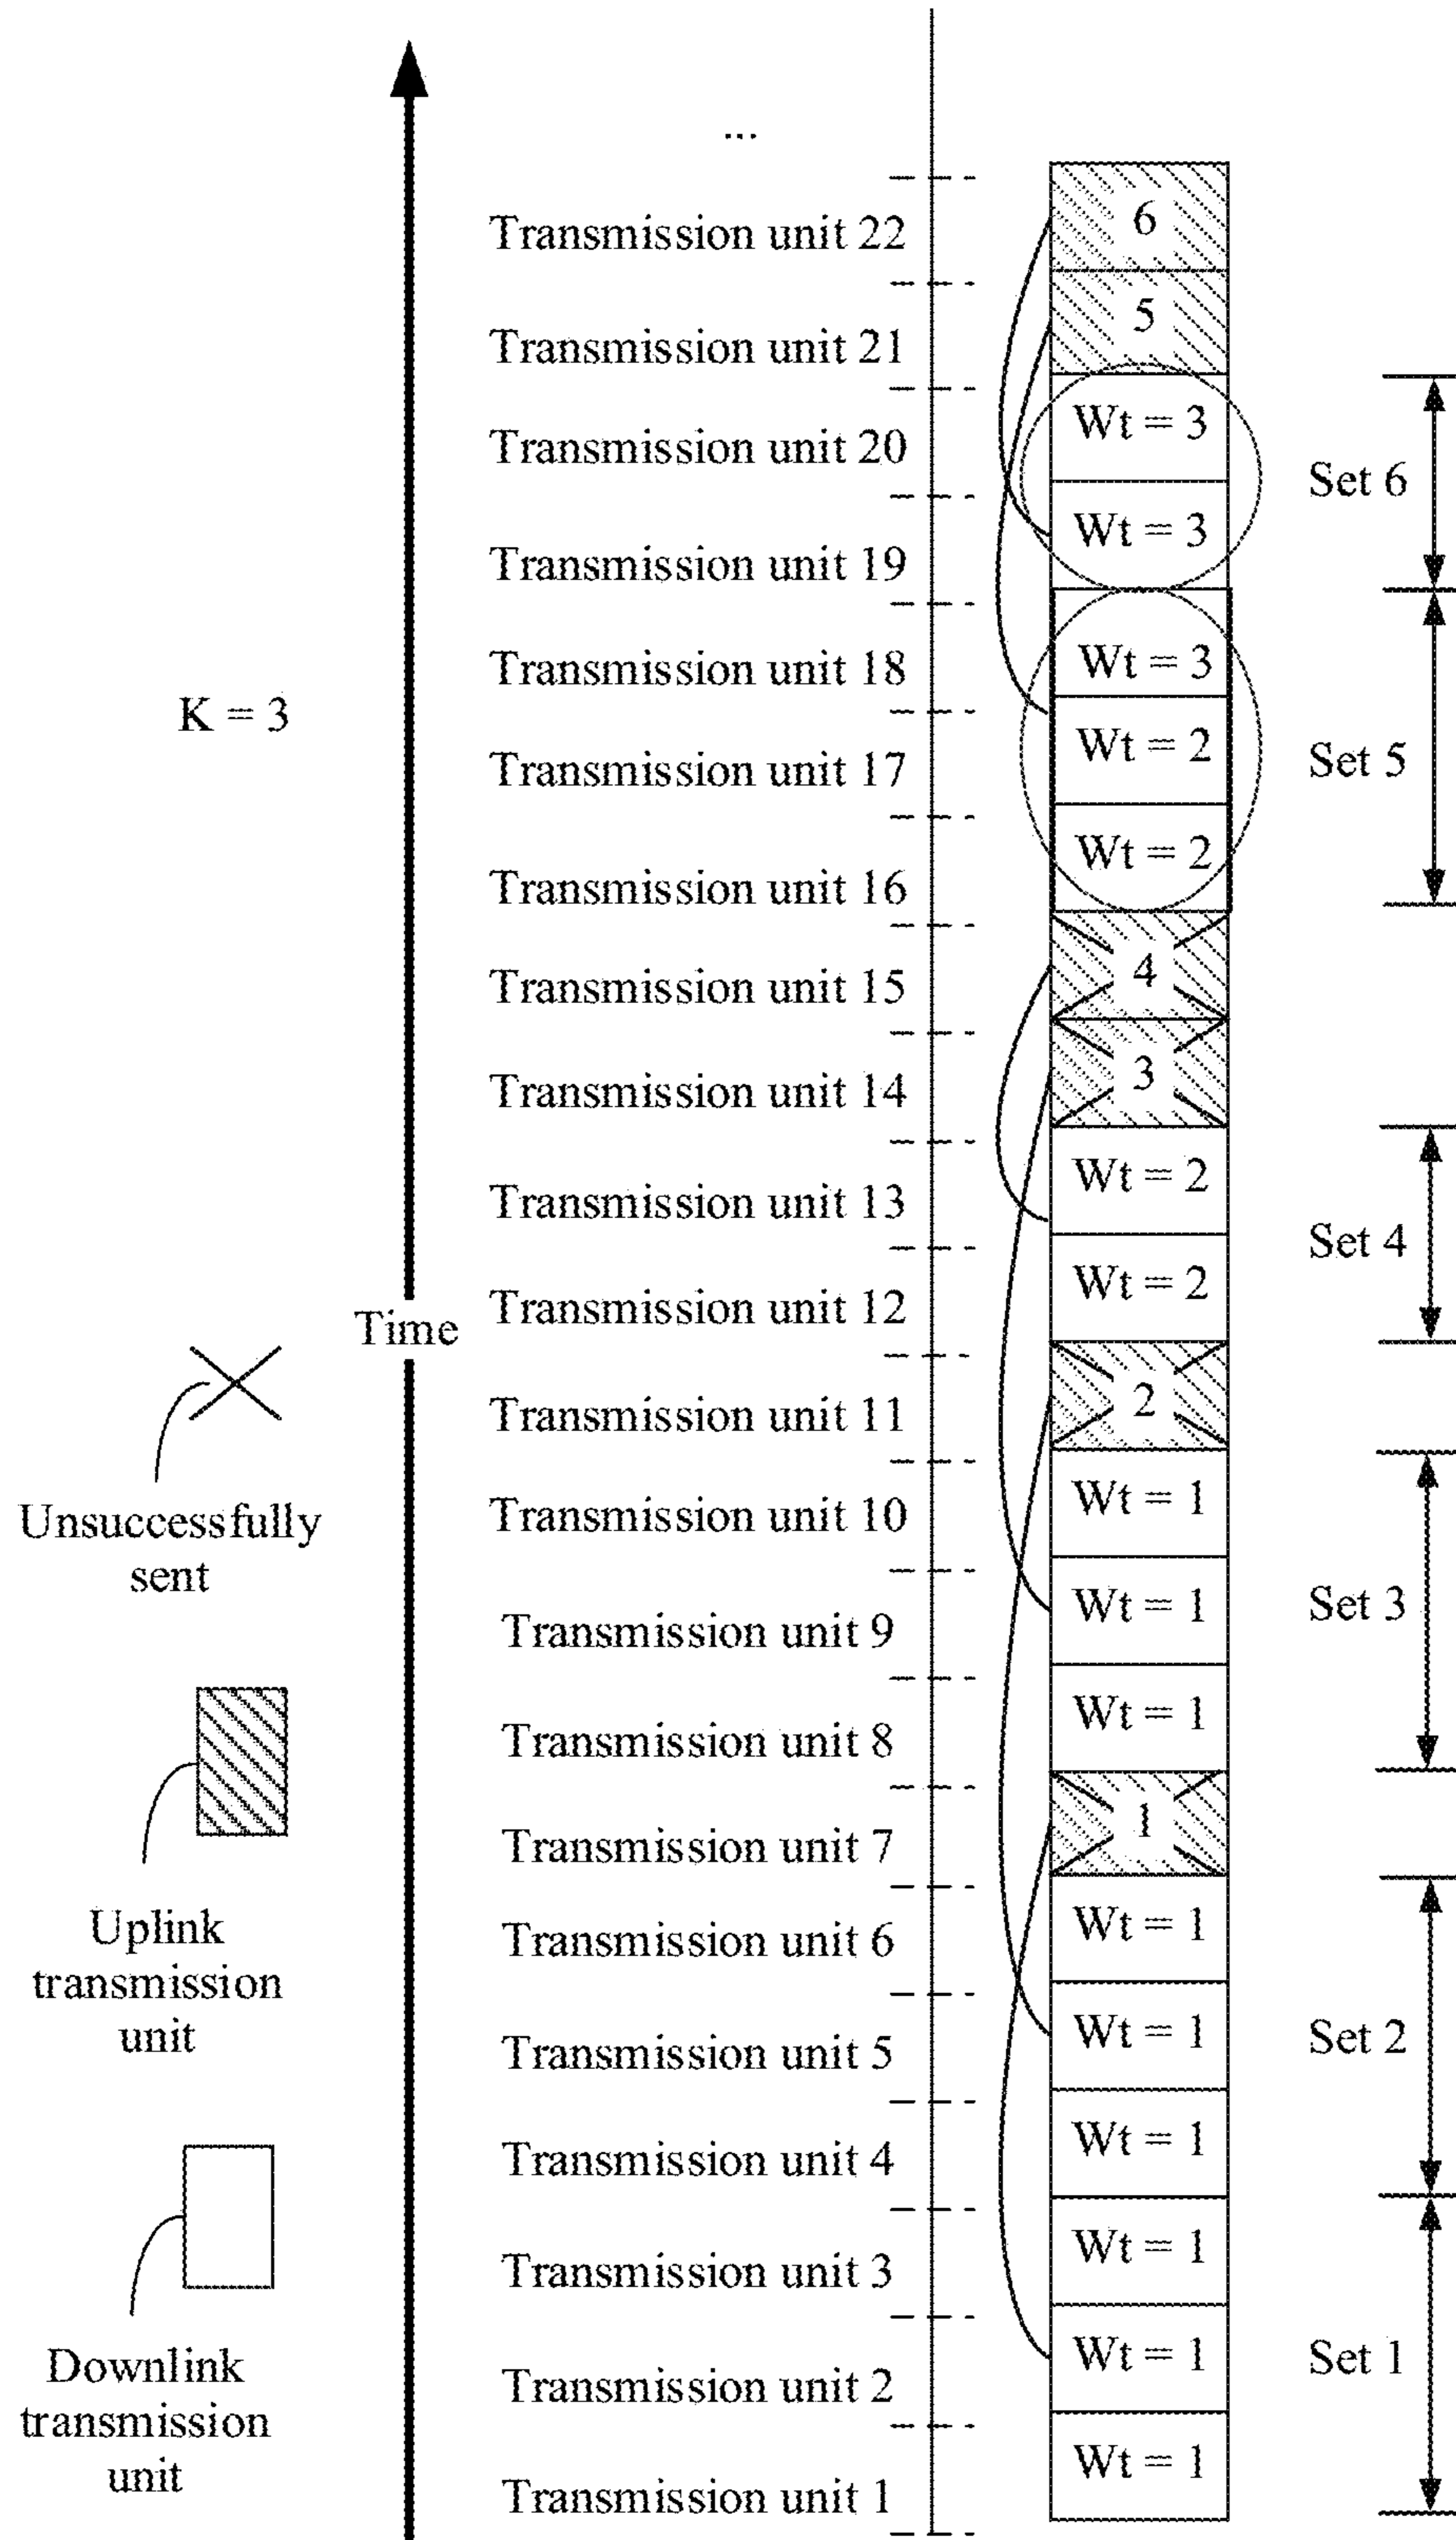 ...
Transmission unit 22
6
Transmission unit 21
5
Transmission unit 20
Wt = 3
Set 6
Transmission unit 19
Wt = 3
Transmission unit 18
Wt = 3
K = 3
Transmission unit 17
Wt = 2
Set 5
Transmission unit 16
Wt = 2
Transmission unit 15
4
Transmission unit 14
3
Transmission unit 13
Wt = 2
Set 4
Transmission unit 12
Wt = 2
Time
Transmission unit 11
2
Unsuccessfully
sent
Transmission unit 10
Wt = 1
Transmission unit 9
Wt = 1
Set 3
Transmission unit 8
Wt = 1
Transmission unit 7
1
Uplink
transmission
unit
Transmission unit 6
Wt = 1
Transmission unit 5
Wt = 1
Set 2
Transmission unit 4
Wt = 1
Transmission unit 3
Wt = 1
Downlink
transmission
unit
Transmission unit 2
Wt = 1
Set 1
Transmission unit 1
Wt = 1